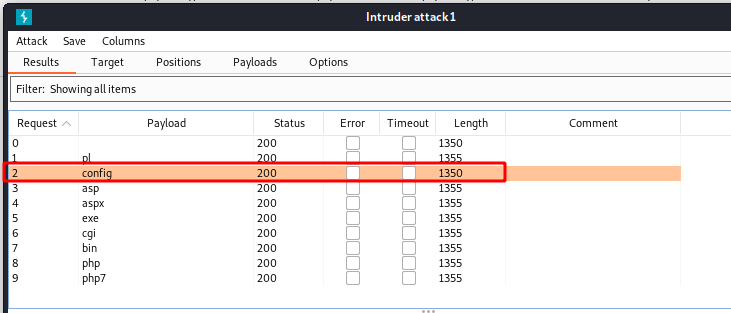 Intruder attack1
Attack Save Columns
Results Target Positions Payloads Options
Filter: Showing all items
Request Payload Status Error Timeout Length Comment
0 200 1350
1 pl 200 1355
2 config 200 1350
3 asp 200 1355
4 aspx 200 1355
5 exe 200 1355
6 cgi 200 1355
7 bin 200 1355
8 php 200 1355
9 php7 200 1355